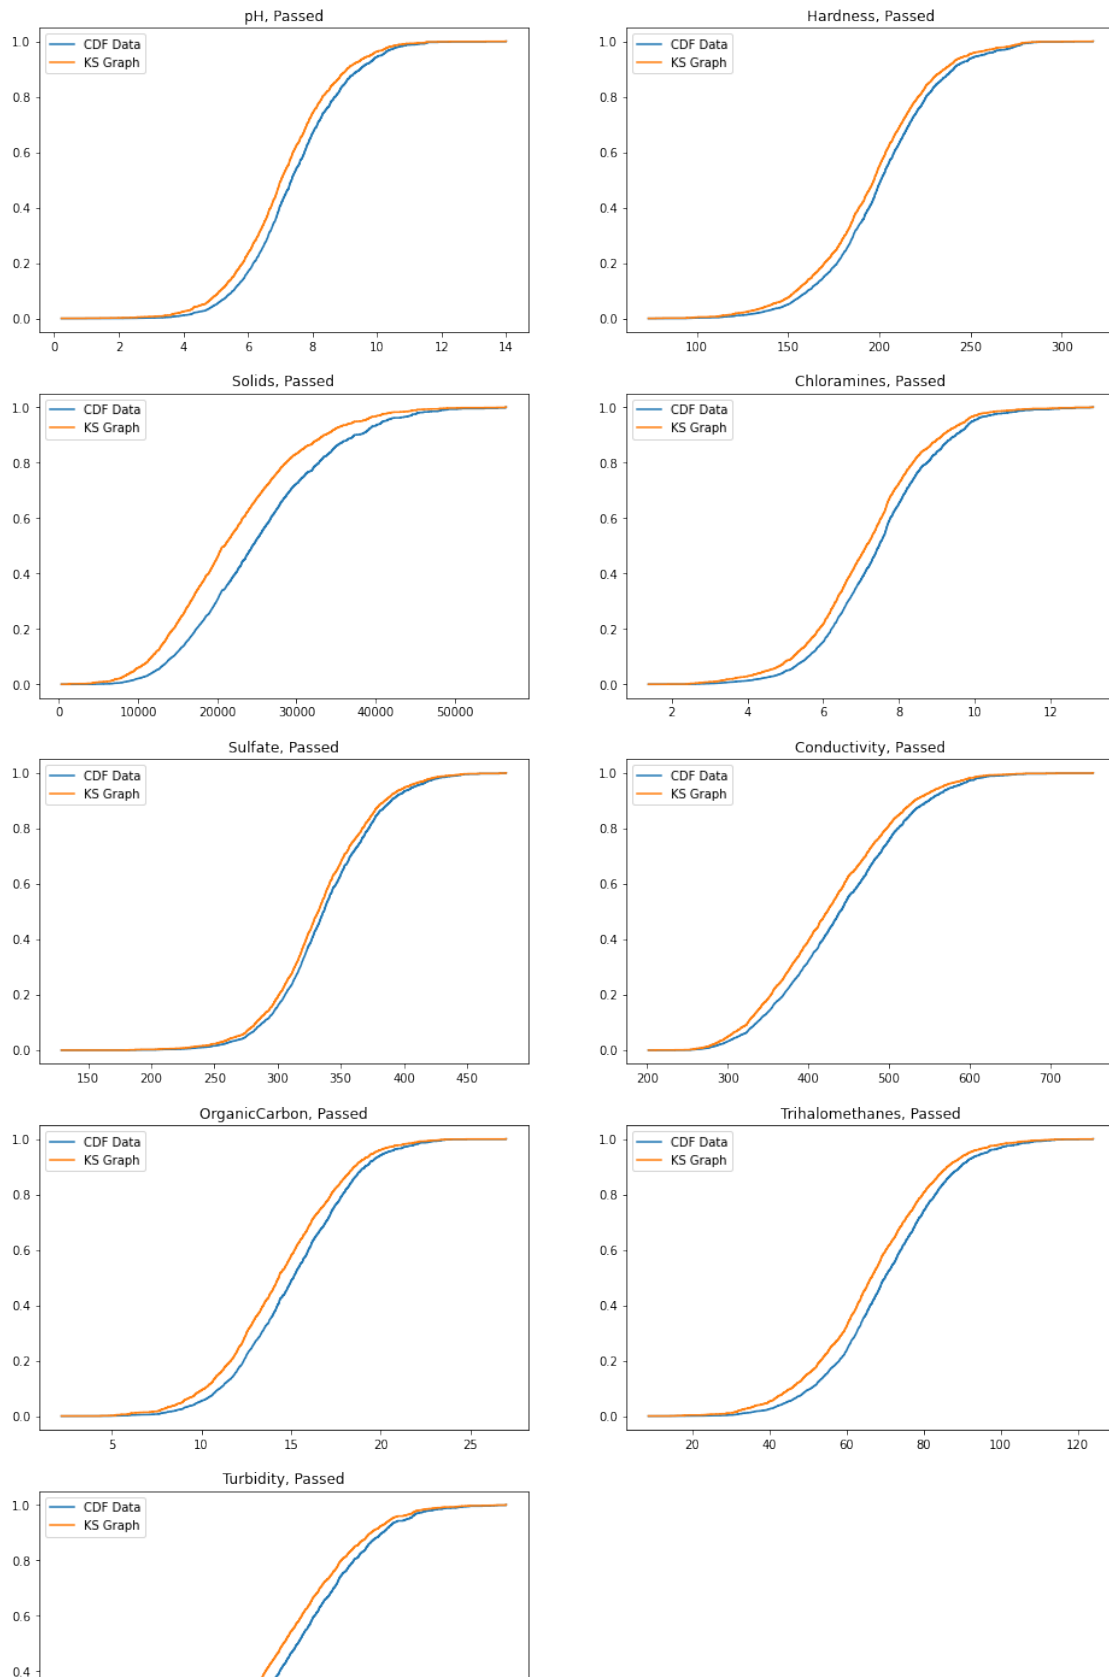 pH, Passed
CDF Data
KS Graph
1.0
0.8
0.6
0.4
0.2
0.0
0 2 4 6 8 10 12 14
Hardness, Passed
CDF Data
KS Graph
1.0
0.8
0.6
0.4
0.2
0.0
100 150 200 250 300
Solids, Passed
CDF Data
KS Graph
1.0
0.8
0.6
0.4
0.2
0.0
0 10000 20000 30000 40000 50000
Chloramines, Passed
CDF Data
KS Graph
1.0
0.8
0.6
0.4
0.2
0.0
2 4 6 8 10 12
Sulfate, Passed
CDF Data
KS Graph
1.0
0.8
0.6
0.4
0.2
0.0
150 200 250 300 350 400 450
Conductivity, Passed
CDF Data
KS Graph
1.0
0.8
0.6
0.4
0.2
0.0
200 300 400 500 600 700
OrganicCarbon, Passed
CDF Data
KS Graph
1.0
0.8
0.6
0.4
0.2
0.0
5 10 15 20 25
Trihalomethanes, Passed
CDF Data
KS Graph
1.0
0.8
0.6
0.4
0.2
0.0
20 40 60 80 100 120
Turbidity, Passed
CDF Data
KS Graph
1.0
0.8
0.6
0.4